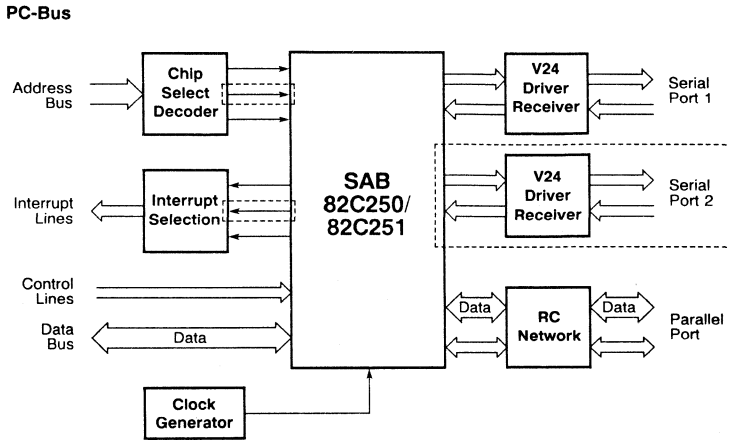 PC-Bus
Address
Bus
Chip
Select
Decoder
V24
Driver
Receiver
Serial
Port 1
SAB
82C250/
82C251
V24
Driver
Receiver
Serial
Port 2
Interrupt
Lines
Interrupt
Selection
Control
Lines
Data
Bus
Data
Data
RC
Network
Data
Parallel
Port
Clock
Generator